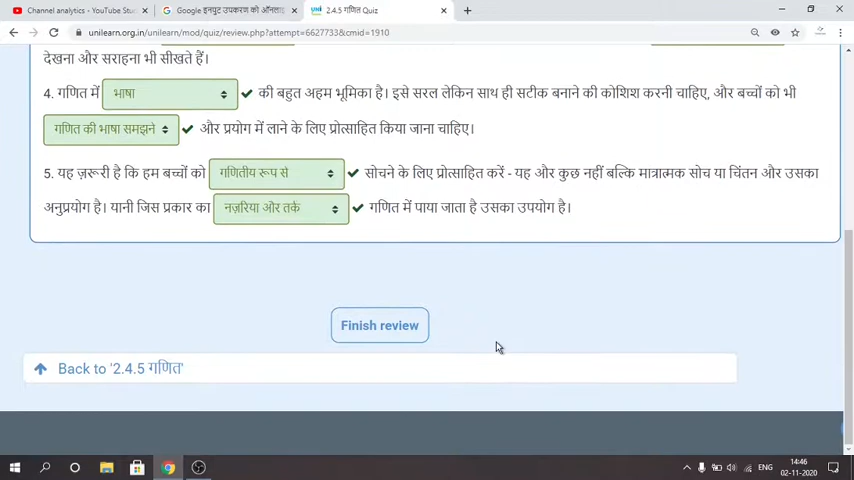 Channel analytics - YouTube Stu
Google इनपुट उपकरण को ऑनलाइन
2.4.5 गणित Quiz
unilearn.org.in/unilearn/mod/quiz/review.php?attempt=6627733&cmid=1910
देखना और सराहना भी सीखते हैं।
4. गणित में भाषा की बहुत अहम भूमिका है। इसे सरल लेकिन साथ ही सटीक बनाने की कोशिश करनी चाहिए, और बच्चों को भी
गणित की भाषा समझने और प्रयोग में लाने के लिए प्रोत्साहित किया जाना चाहिए।
5. यह ज़रूरी है कि हम बच्चों को गणितीय रूप से सोचने के लिए प्रोत्साहित करें - यह और कुछ नहीं बल्कि मात्रात्मक सोच या चिंतन और उसका
अनुप्रयोग है। यानी जिस प्रकार का नज़रिया और तर्क गणित में पाया जाता है उसका उपयोग है।
Finish review
Back to '2.4.5 गणित'
ENG
14:46
02-11-2020